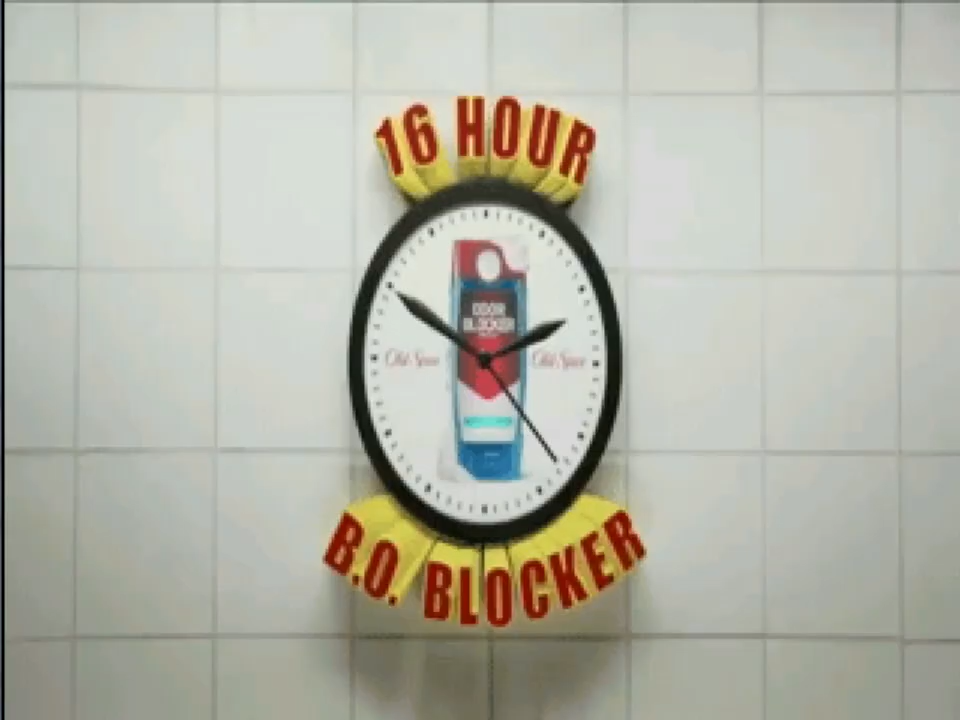 16 HOUR
ODOR
BLOCKER
Old Spice Old Spice
B.O. BLOCKER